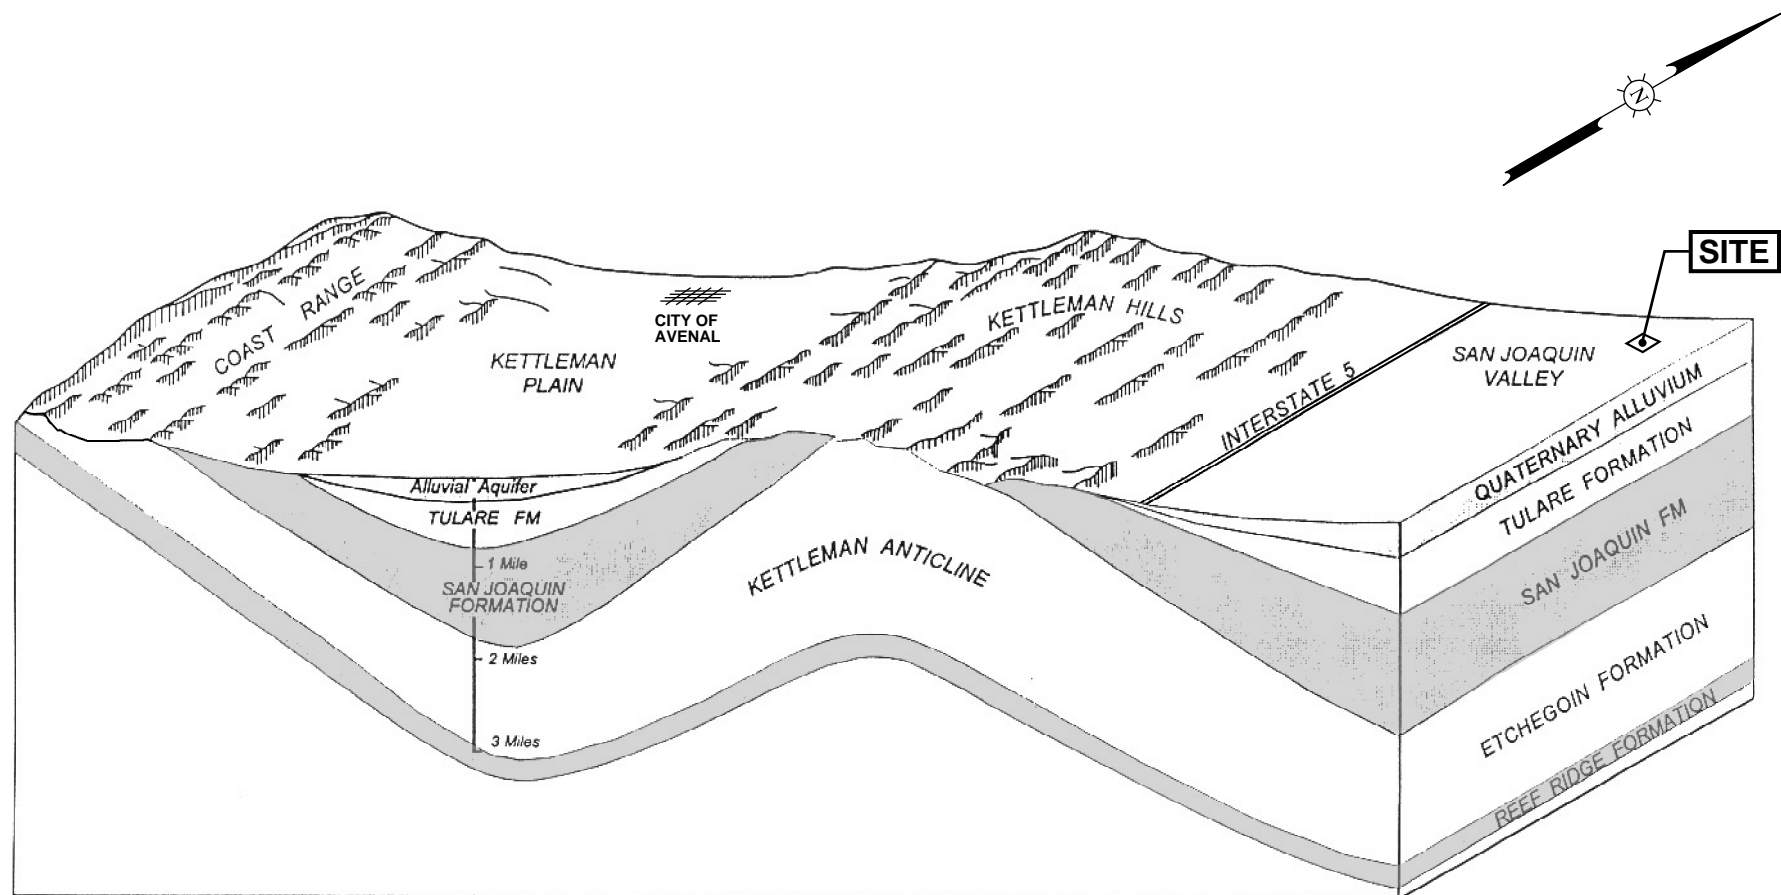 N
SITE
COAST RANGE
CITY OF
AVENAL
KETTLEMAN
PLAIN
KETTLEMAN HILLS
INTERSTATE 5
SAN JOAQUIN
VALLEY
QUATERNARY ALLUVIUM
TULARE FORMATION
SAN JOAQUIN FM
ETCHEGOIN FORMATION
REEF RIDGE FORMATION
Alluvial Aquifer
TULARE FM
1 Mile
SAN JOAQUIN
FORMATION
2 Miles
3 Miles
KETTLEMAN ANTICLINE